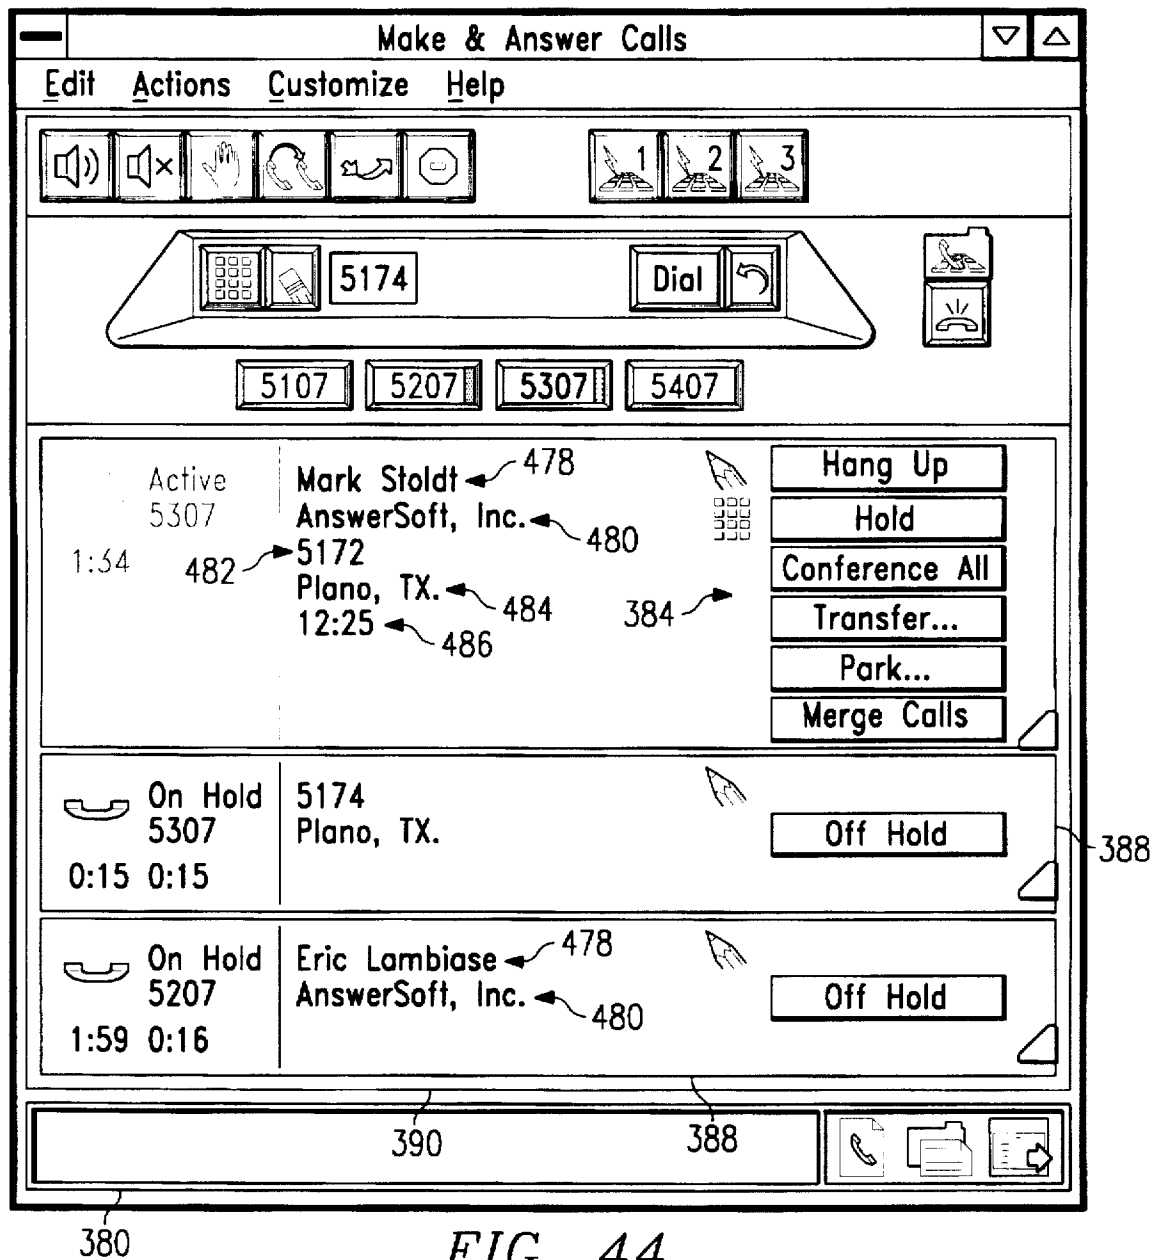 Make & Answer Calls
Edit Actions Customize Help
1 2 3
5174 Dial
5107 5207 5307 5407
Active
5307
1:34
Mark Stoldt 478
AnswerSoft, Inc. 480
482 5172
Plano, TX. 484
12:25 486
384
Hang Up
Hold
Conference All
Transfer...
Park...
Merge Calls
On Hold
5307
0:15 0:15
5174
Plano, TX.
Off Hold
388
On Hold
5207
1:59 0:16
Eric Lambiase 478
AnswerSoft, Inc. 480
Off Hold
390
388
380
FIG. 44